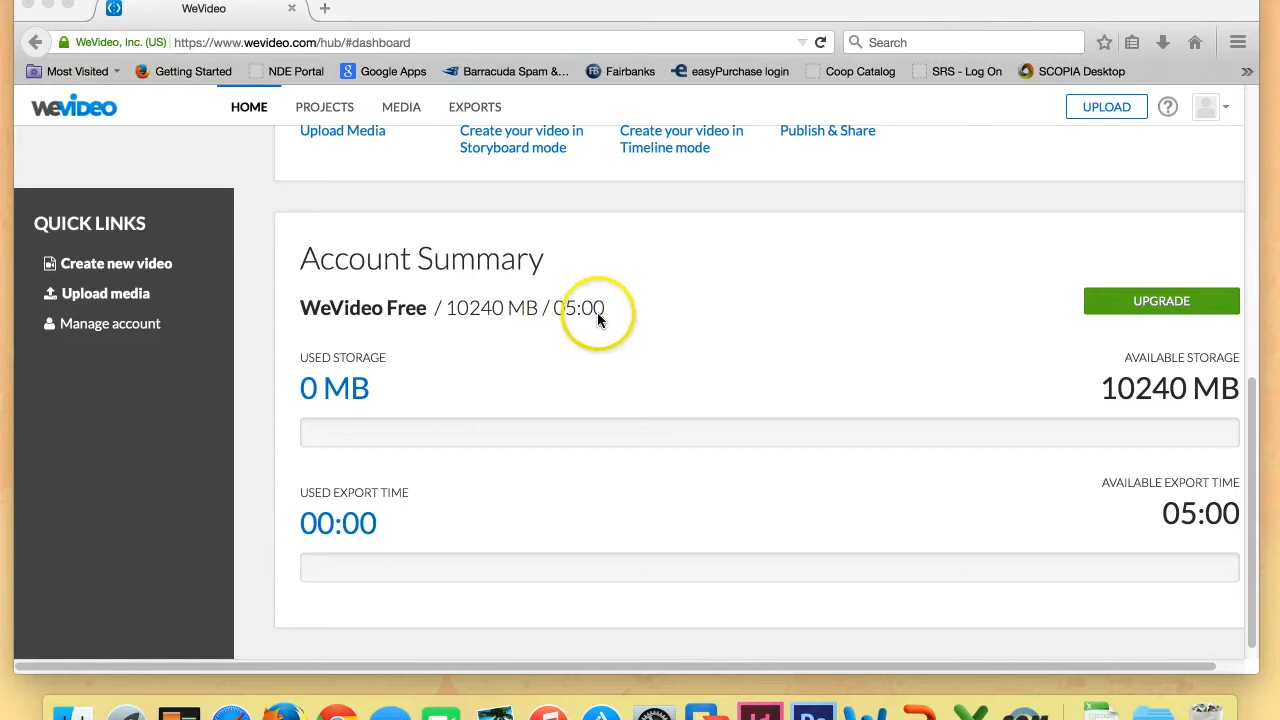 WeVideo
WeVideo, Inc. (US) https://www.wevideo.com/hub/#dashboard Search
Most Visited Getting Started NDE Portal Google Apps Barracuda Spam &... Fairbanks easyPurchase login Coop Catalog SRS - Log On SCOPIA Desktop
WEVIDEO HOME PROJECTS MEDIA EXPORTS UPLOAD
Upload Media Create your video in Create your video in Publish & Share
Storyboard mode Timeline mode
QUICK LINKS
Create new video
Upload media
Manage account
Account Summary
WeVideo Free / 10240 MB / 05:00 UPGRADE
USED STORAGE AVAILABLE STORAGE
0 MB 10240 MB
USED EXPORT TIME AVAILABLE EXPORT TIME
00:00 05:00